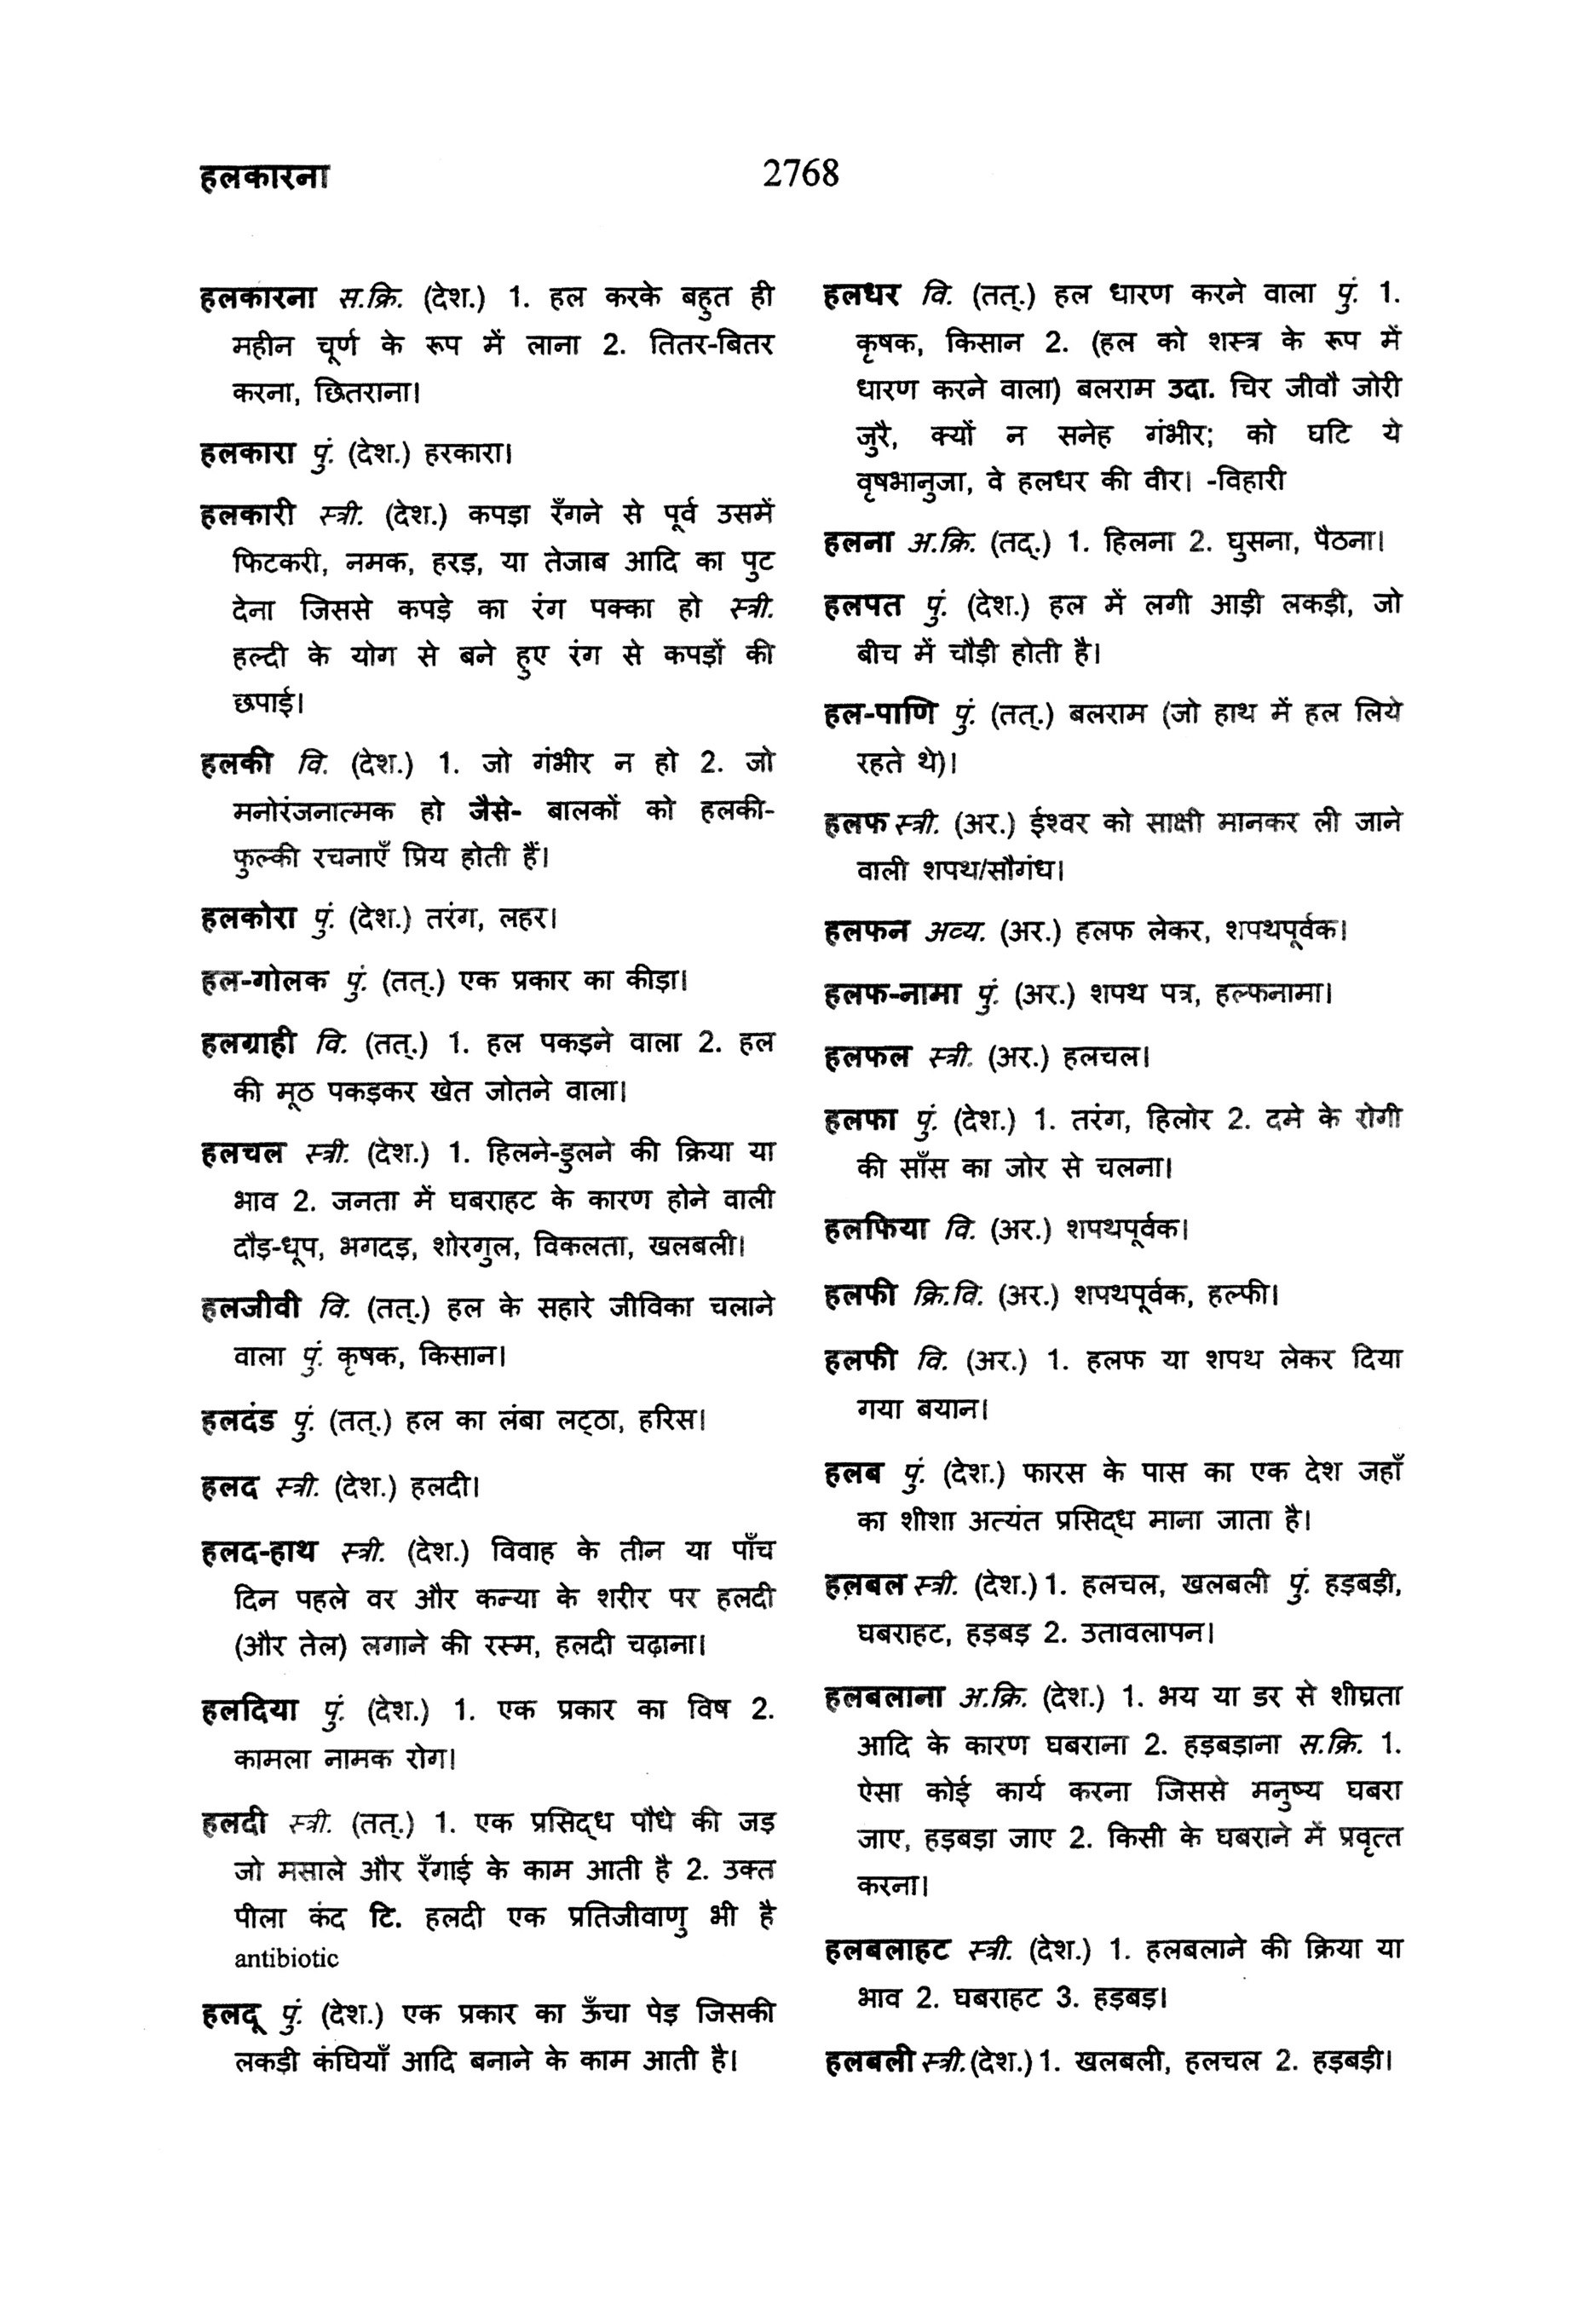 हलकारना
2768
हलकारना स.क्रि. (देश.) 1. हल करके बहुत ही
महीन चूर्ण के रूप में लाना 2. तितर-बितर
करना, छितराना।
हलकारा पुं. (देश.) हरकारा।
हलकारी स्त्री. (देश.) कपड़ा रँगने से पूर्व उसमें
फिटकरी, नमक, हरड़, या तेजाब आदि का पुट
देना जिससे कपड़े का रंग पक्का हो स्त्री.
हल्दी के योग से बने हुए रंग से कपड़ों की
छपाई।
हलकी वि. (देश.) 1. जो गंभीर न हो 2. जो
मनोरंजनात्मक हो जैसे- बालकों को हलकी-
फुल्की रचनाएँ प्रिय होती हैं।
हलकोरा पुं. (देश.) तरंग, लहर।
हल-गोलक पुं. (तत्.) एक प्रकार का कीड़ा।
हलग्राही वि. (तत्.) 1. हल पकड़ने वाला 2. हल
की मूठ पकड़कर खेत जोतने वाला।
हलचल स्त्री. (देश.) 1. हिलने-डुलने की क्रिया या
भाव 2. जनता में घबराहट के कारण होने वाली
दौड़-धूप, भगदड़, शोरगुल, विकलता, खलबली।
हलजीवी वि. (तत्.) हल के सहारे जीविका चलाने
वाला पुं. कृषक, किसान।
हलदंड पुं. (तत्.) हल का लंबा लट्ठा, हरिस।
हलद स्त्री. (देश.) हलदी।
हलद-हाथ स्त्री. (देश.) विवाह के तीन या पाँच
दिन पहले वर और कन्या के शरीर पर हलदी
(और तेल) लगाने की रस्म, हलदी चढ़ाना।
हलदिया पुं. (देश.) 1. एक प्रकार का विष 2.
कामला नामक रोग।
हलदी स्त्री. (तत्.) 1. एक प्रसिद्ध पौधे की जड़
जो मसाले और रँगाई के काम आती है 2. उक्त
पीला कंद टि. हलदी एक प्रतिजीवाणु भी है
antibiotic
हलदू पुं. (देश.) एक प्रकार का ऊँचा पेड़ जिसकी
लकड़ी कंघियाँ आदि बनाने के काम आती है।
हलधर वि. (तत्.) हल धारण करने वाला पुं. 1.
कृषक, किसान 2. (हल को शस्त्र के रूप में
धारण करने वाला) बलराम उदा. चिर जीवौ जोरी
जुरै, क्यों न सनेह गंभीर; को घटि ये
वृषभानुजा, वे हलधर की वीर। -विहारी
हलना अ.क्रि. (तद्.) 1. हिलना 2. घुसना, पैठना।
हलपत पुं. (देश.) हल में लगी आड़ी लकड़ी, जो
बीच में चौड़ी होती है।
हल-पाणि पुं. (तत्.) बलराम (जो हाथ में हल लिये
रहते थे)।
हलफ स्त्री. (अर.) ईश्वर को साक्षी मानकर ली जाने
वाली शपथ/सौगंध।
हलफन अव्य. (अर.) हलफ लेकर, शपथपूर्वक।
हलफ-नामा पुं. (अर.) शपथ पत्र, हल्फनामा।
हलफल स्त्री. (अर.) हलचल।
हलफा पुं. (देश.) 1. तरंग, हिलोर 2. दमे के रोगी
की साँस का जोर से चलना।
हलफिया वि. (अर.) शपथपूर्वक।
हलफी क्रि.वि. (अर.) शपथपूर्वक, हल्फी।
हलफी वि. (अर.) 1. हलफ या शपथ लेकर दिया
गया बयान।
हलब पुं. (देश.) फारस के पास का एक देश जहाँ
का शीशा अत्यंत प्रसिद्ध माना जाता है।
हलबल स्त्री. (देश.) 1. हलचल, खलबली पुं. हड़बड़ी,
घबराहट, हड़बड़ 2. उतावलापन।
हलबलाना अ.क्रि. (देश.) 1. भय या डर से शीघ्रता
आदि के कारण घबराना 2. हड़बड़ाना स.क्रि. 1.
ऐसा कोई कार्य करना जिससे मनुष्य घबरा
जाए, हड़बड़ा जाए 2. किसी के घबराने में प्रवृत्त
करना।
हलबलाहट स्त्री. (देश.) 1. हलबलाने की क्रिया या
भाव 2. घबराहट 3. हड़बड़।
हलबली स्त्री. (देश.) 1. खलबली, हलचल 2. हड़बड़ी।